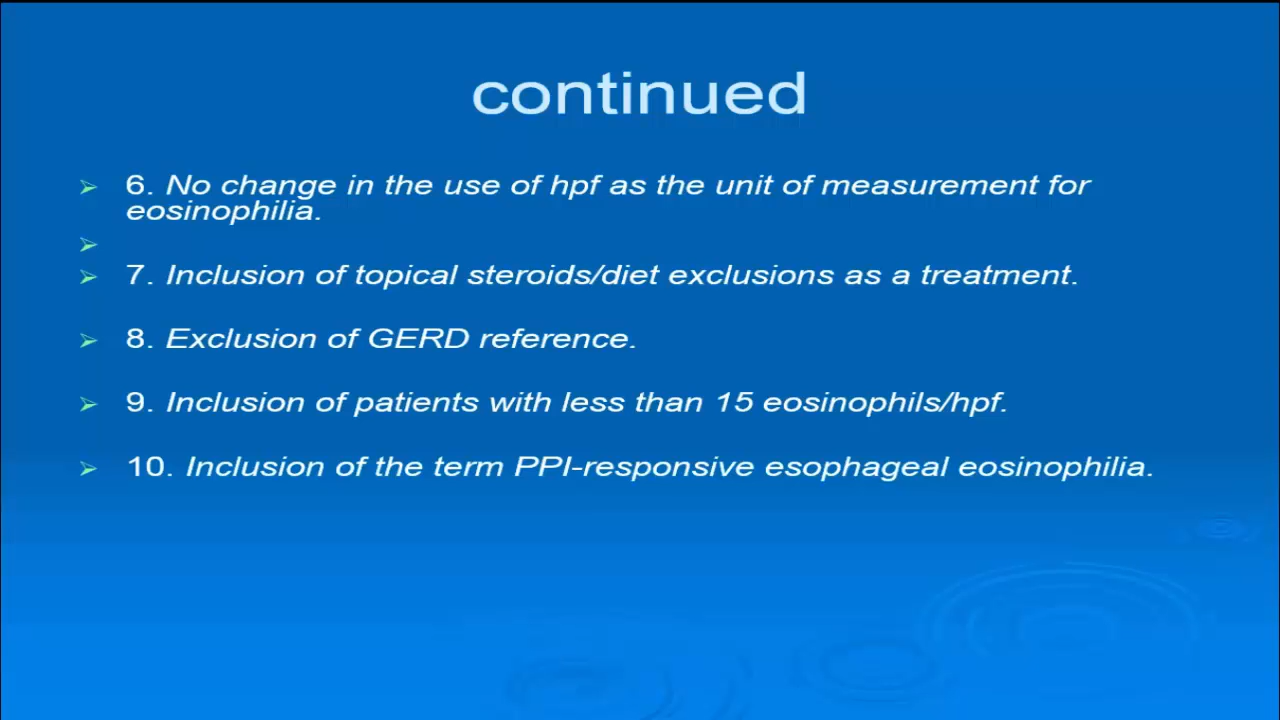 continued
➢ 6. No change in the use of hpf as the unit of measurement for
eosinophilia.
➢
➢ 7. Inclusion of topical steroids/diet exclusions as a treatment.
➢ 8. Exclusion of GERD reference.
➢ 9. Inclusion of patients with less than 15 eosinophils/hpf.
➢ 10. Inclusion of the term PPI-responsive esophageal eosinophilia.